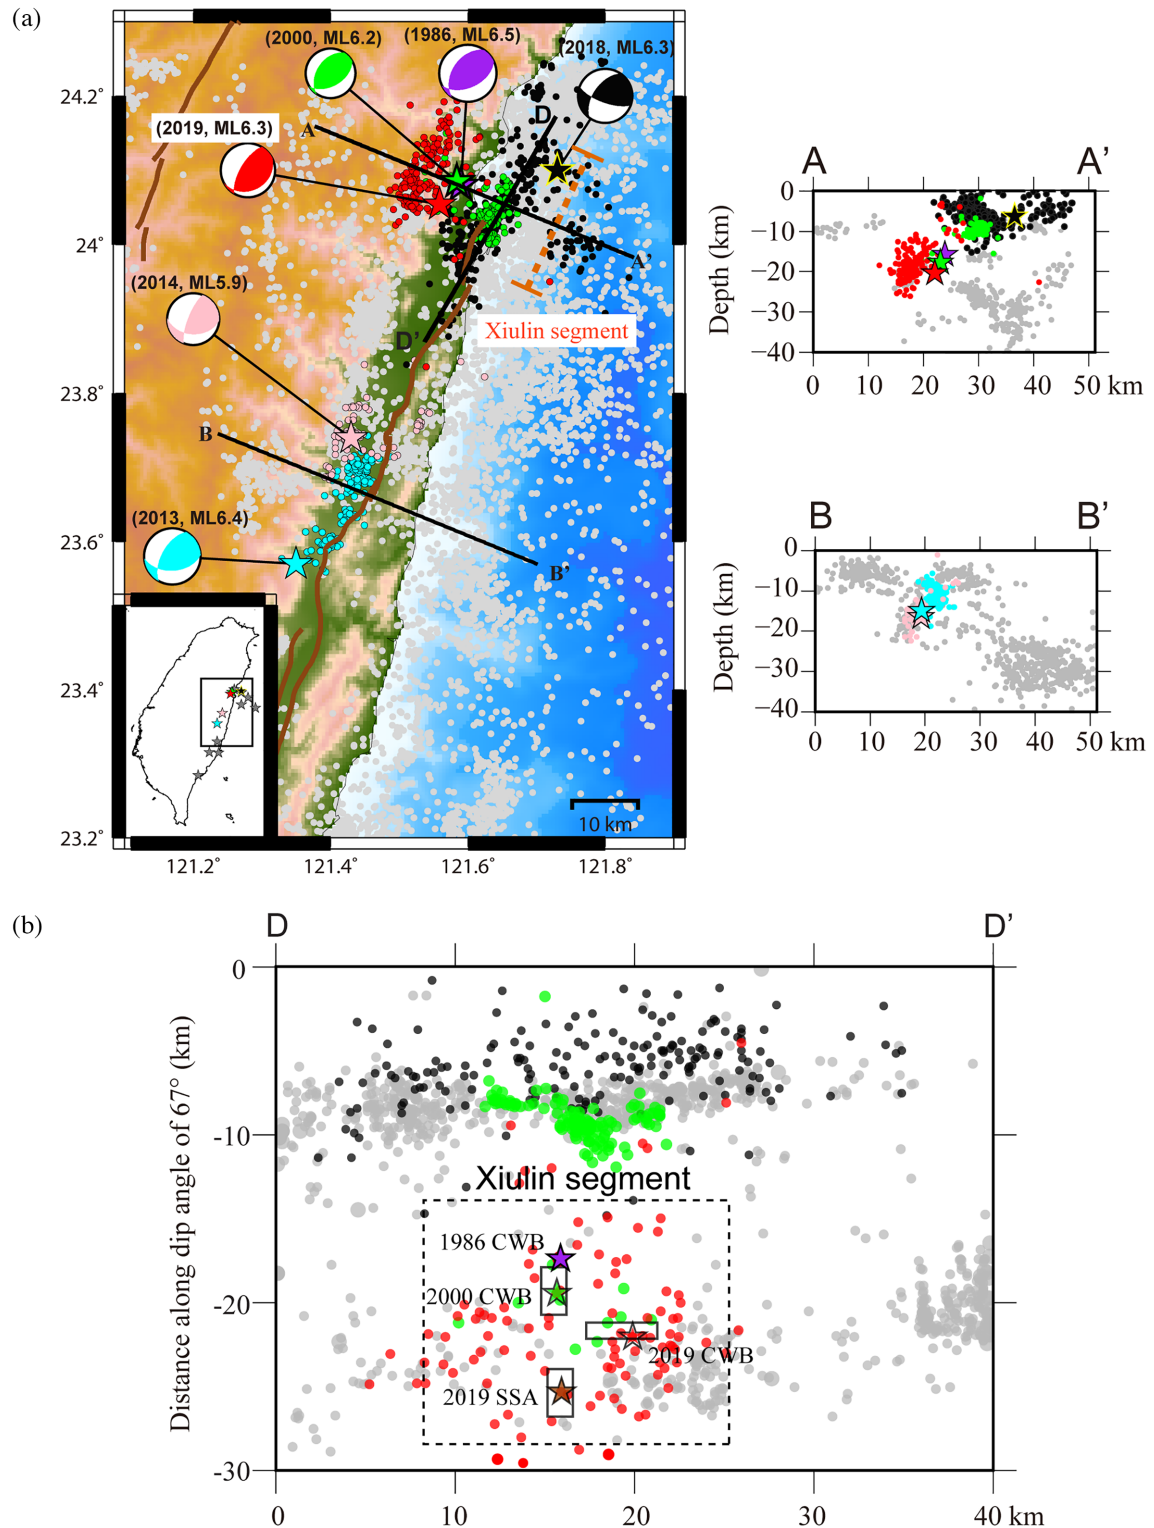 (a)
(2000, ML6.2)
(1986, ML6.5)
(2018, ML6.3)
24.2°
24°
23.8°
23.6°
23.4°
23.2°
(2019, ML6.3)
A
D
A'
(2014, ML5.9)
Xiulin segment
D'
B
(2013, ML6.4)
B'
10 km
121.2°
121.4°
121.6°
121.8°
A
A'
Depth (km)
0
−10
−20
−30
−40
0
10
20
30
40
50 km
B
B'
Depth (km)
0
−10
−20
−30
−40
0
10
20
30
40
50 km
(b)
D
D'
Distance along dip angle of 67° (km)
0
-10
-20
-30
Xiulin segment
1986 CWB
2000 CWB
2019 CWB
2019 SSA
0
10
20
30
40 km